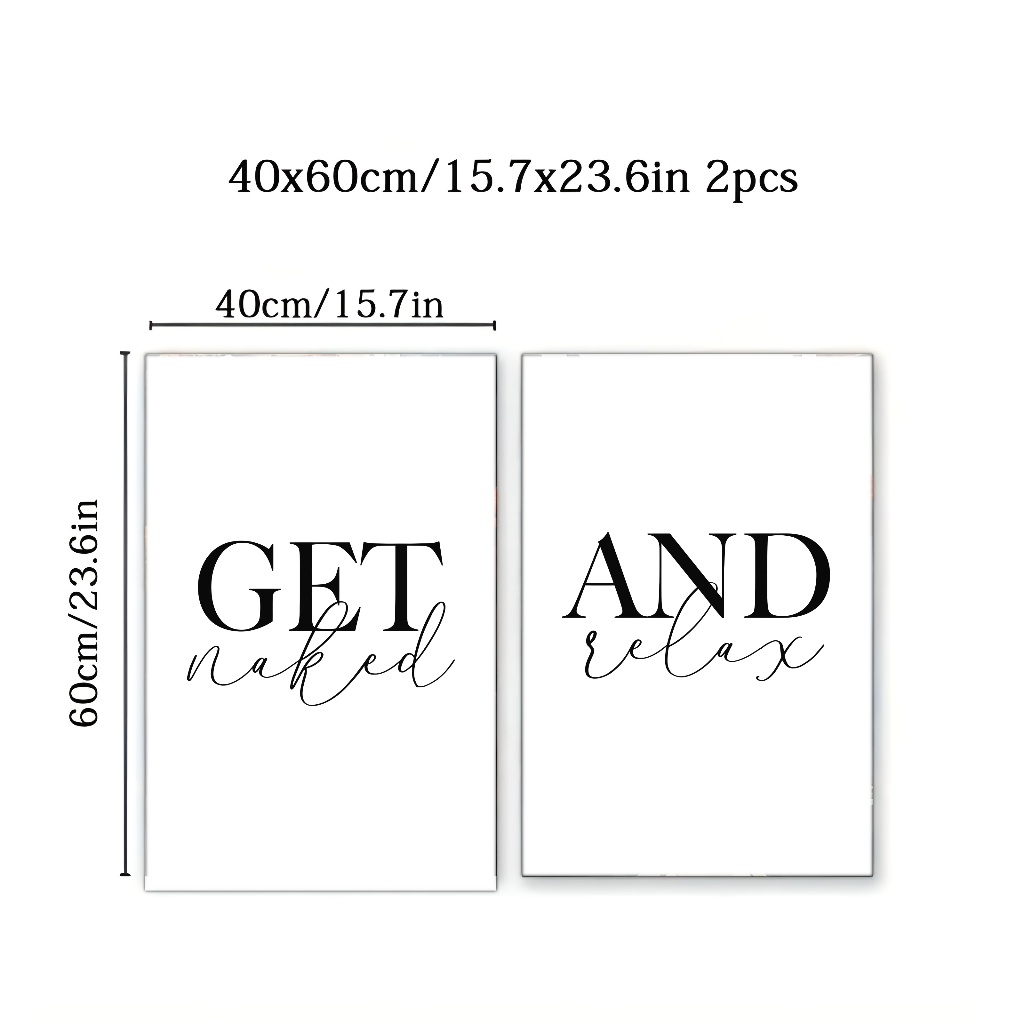 40x60cm/15.7x23.6in 2pcs
40cm/15.7in
60cm/23.6in
GET
naked
AND
relax